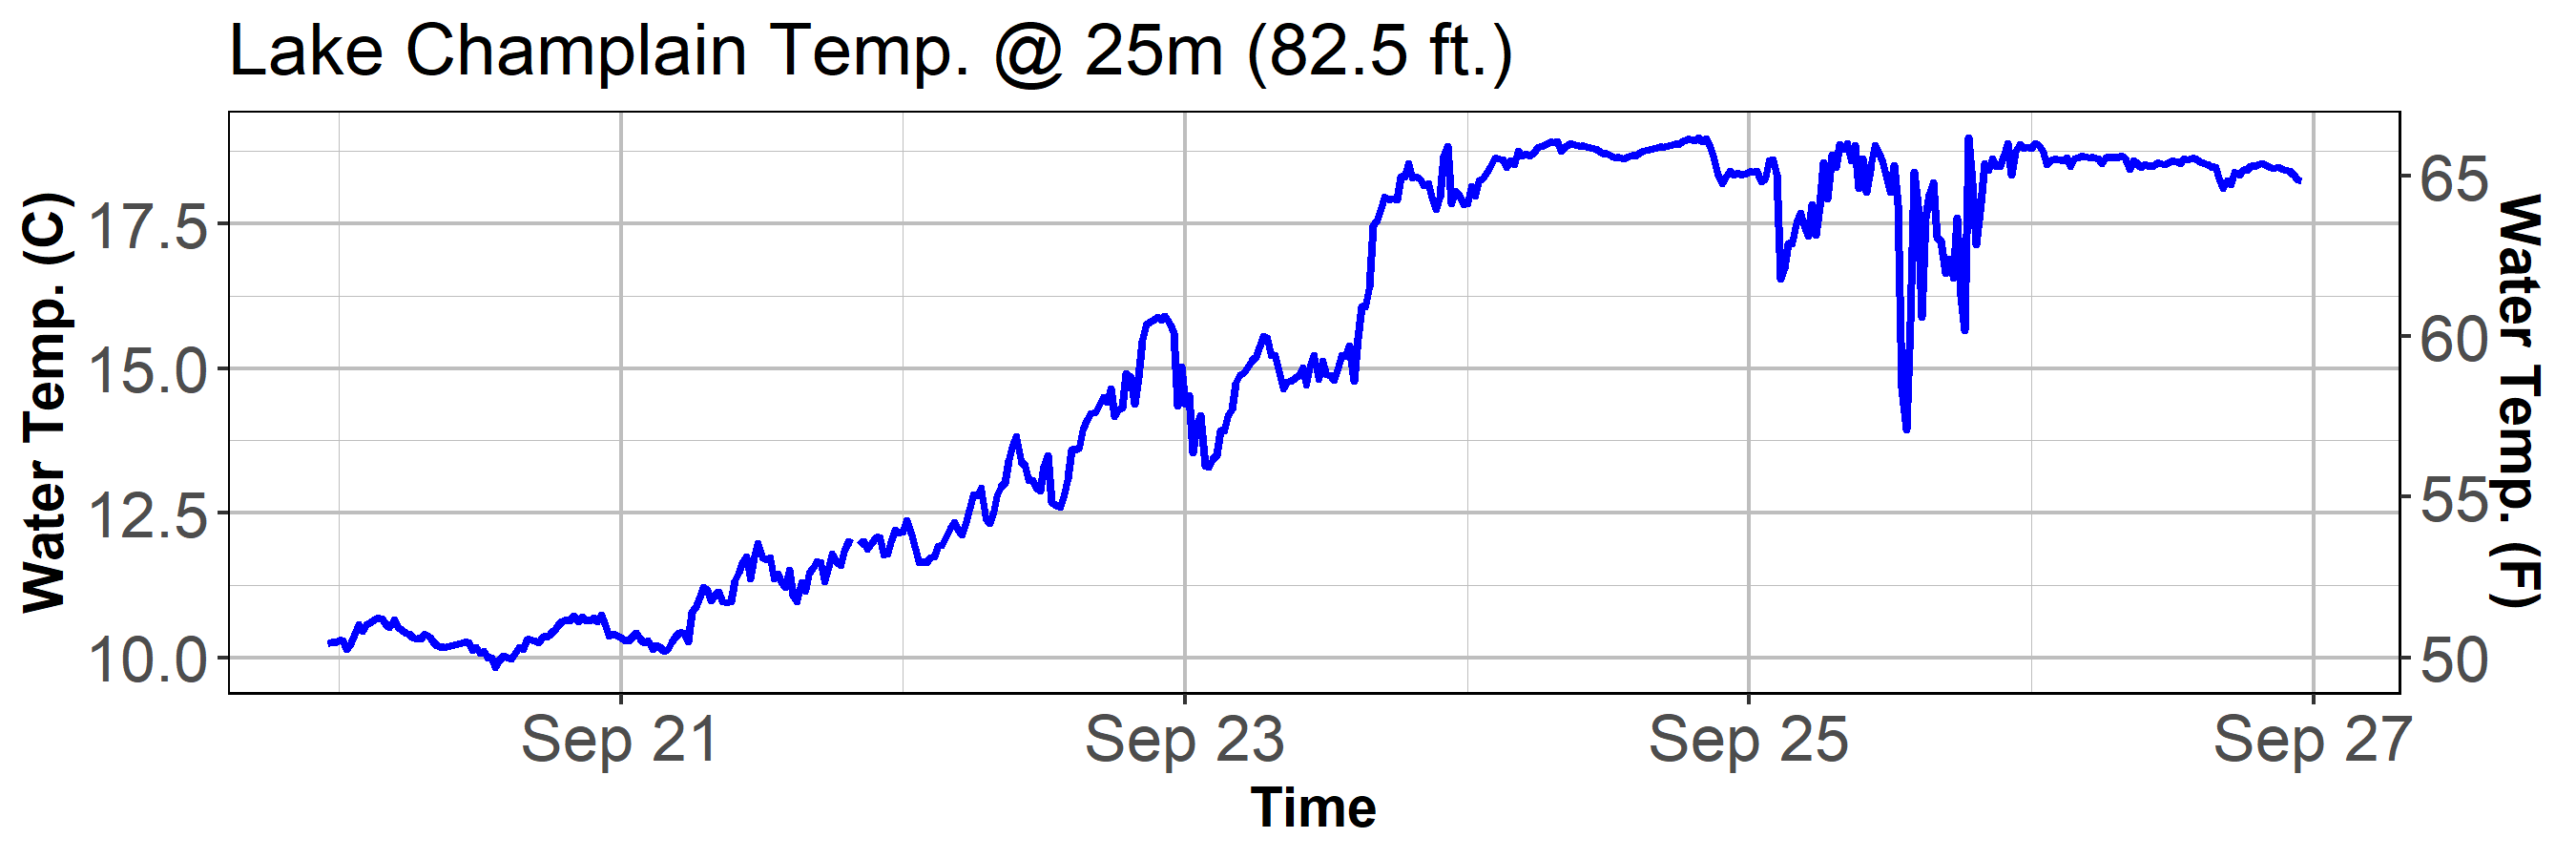 Lake Champlain Temp. @ 25m (82.5 ft.)
Water Temp. (C)
17.5
15.0
12.5
10.0
65
60
55
50
Water Temp. (F)
Sep 21
Sep 23
Sep 25
Sep 27
Time